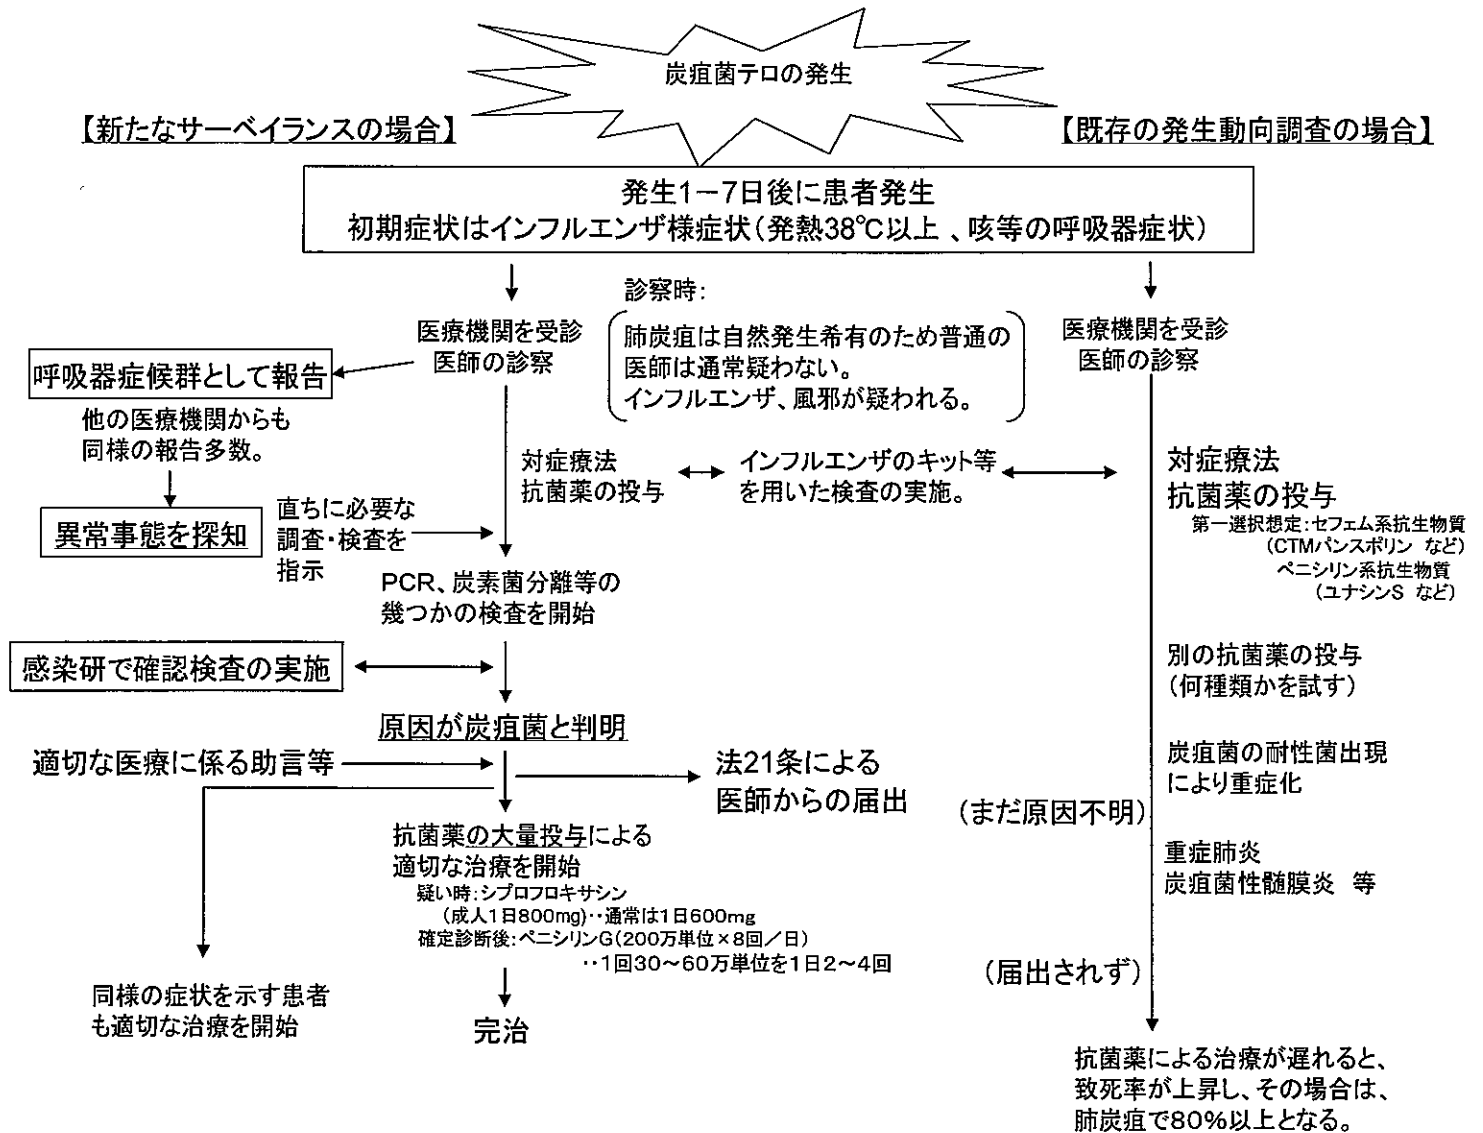 炭疽菌テロの発生
【新たなサーベイランスの場合】
【既存の発生動向調査の場合】
発生1－7日後に患者発生
初期症状はインフルエンザ様症状(発熱38℃以上 、咳等の呼吸器症状)
医療機関を受診
医師の診察
診察時:
肺炭疽は自然発生希有のため普通の
医師は通常疑わない。
インフルエンザ、風邪が疑われる。
医療機関を受診
医師の診察
呼吸器症候群として報告
他の医療機関からも
同様の報告多数。
異常事態を探知
直ちに必要な
調査・検査を
指示
対症療法
抗菌薬の投与
インフルエンザのキット等
を用いた検査の実施。
対症療法
抗菌薬の投与
第一選択想定:セフェム系抗生物質
(CTMパンスポリン など)
ペニシリン系抗生物質
(ユナシンS など)
PCR、炭素菌分離等の
幾つかの検査を開始
感染研で確認検査の実施
別の抗菌薬の投与
(何種類かを試す)
原因が炭疽菌と判明
適切な医療に係る助言等
法21条による
医師からの届出
炭疽菌の耐性菌出現
により重症化
(まだ原因不明)
抗菌薬の大量投与による
適切な治療を開始
疑い時:シプロフロキサシン
(成人1日800mg)‥通常は1日600mg
確定診断後:ペニシリンG(200万単位×8回／日)
‥1回30～60万単位を1日2～4回
重症肺炎
炭疽菌性髄膜炎 等
(届出されず)
同様の症状を示す患者
も適切な治療を開始
完治
抗菌薬による治療が遅れると、
致死率が上昇し、その場合は、
肺炭疽で80%以上となる。